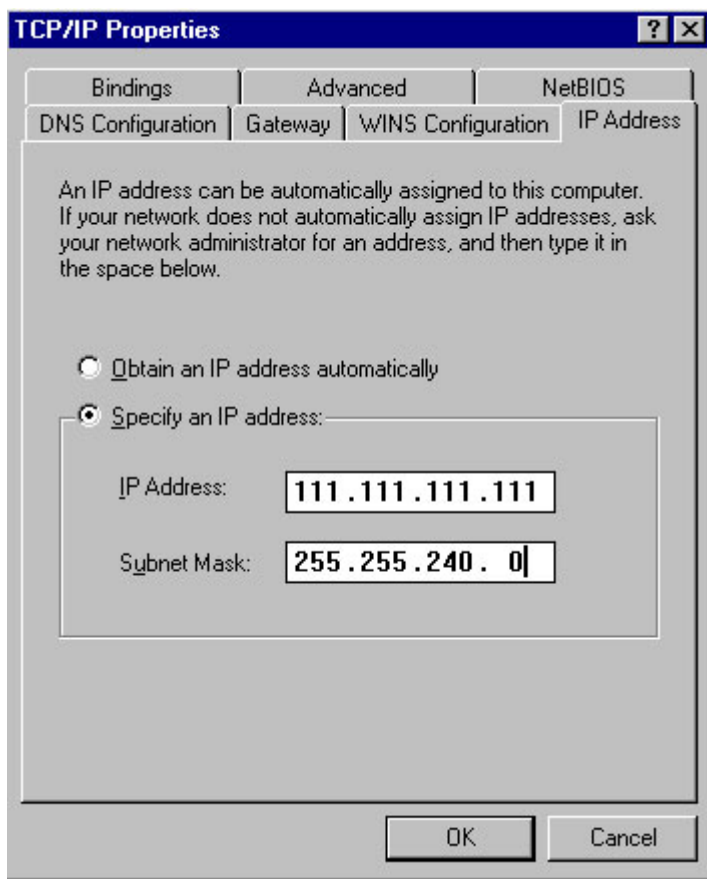 TCP/IP Properties ? X
Bindings Advanced NetBIOS
DNS Configuration Gateway WINS Configuration IP Address
An IP address can be automatically assigned to this computer.
If your network does not automatically assign IP addresses, ask
your network administrator for an address, and then type it in
the space below.
Obtain an IP address automatically
Specify an IP address:
IP Address: 111.111.111.111
Subnet Mask: 255.255.240. 0
OK Cancel